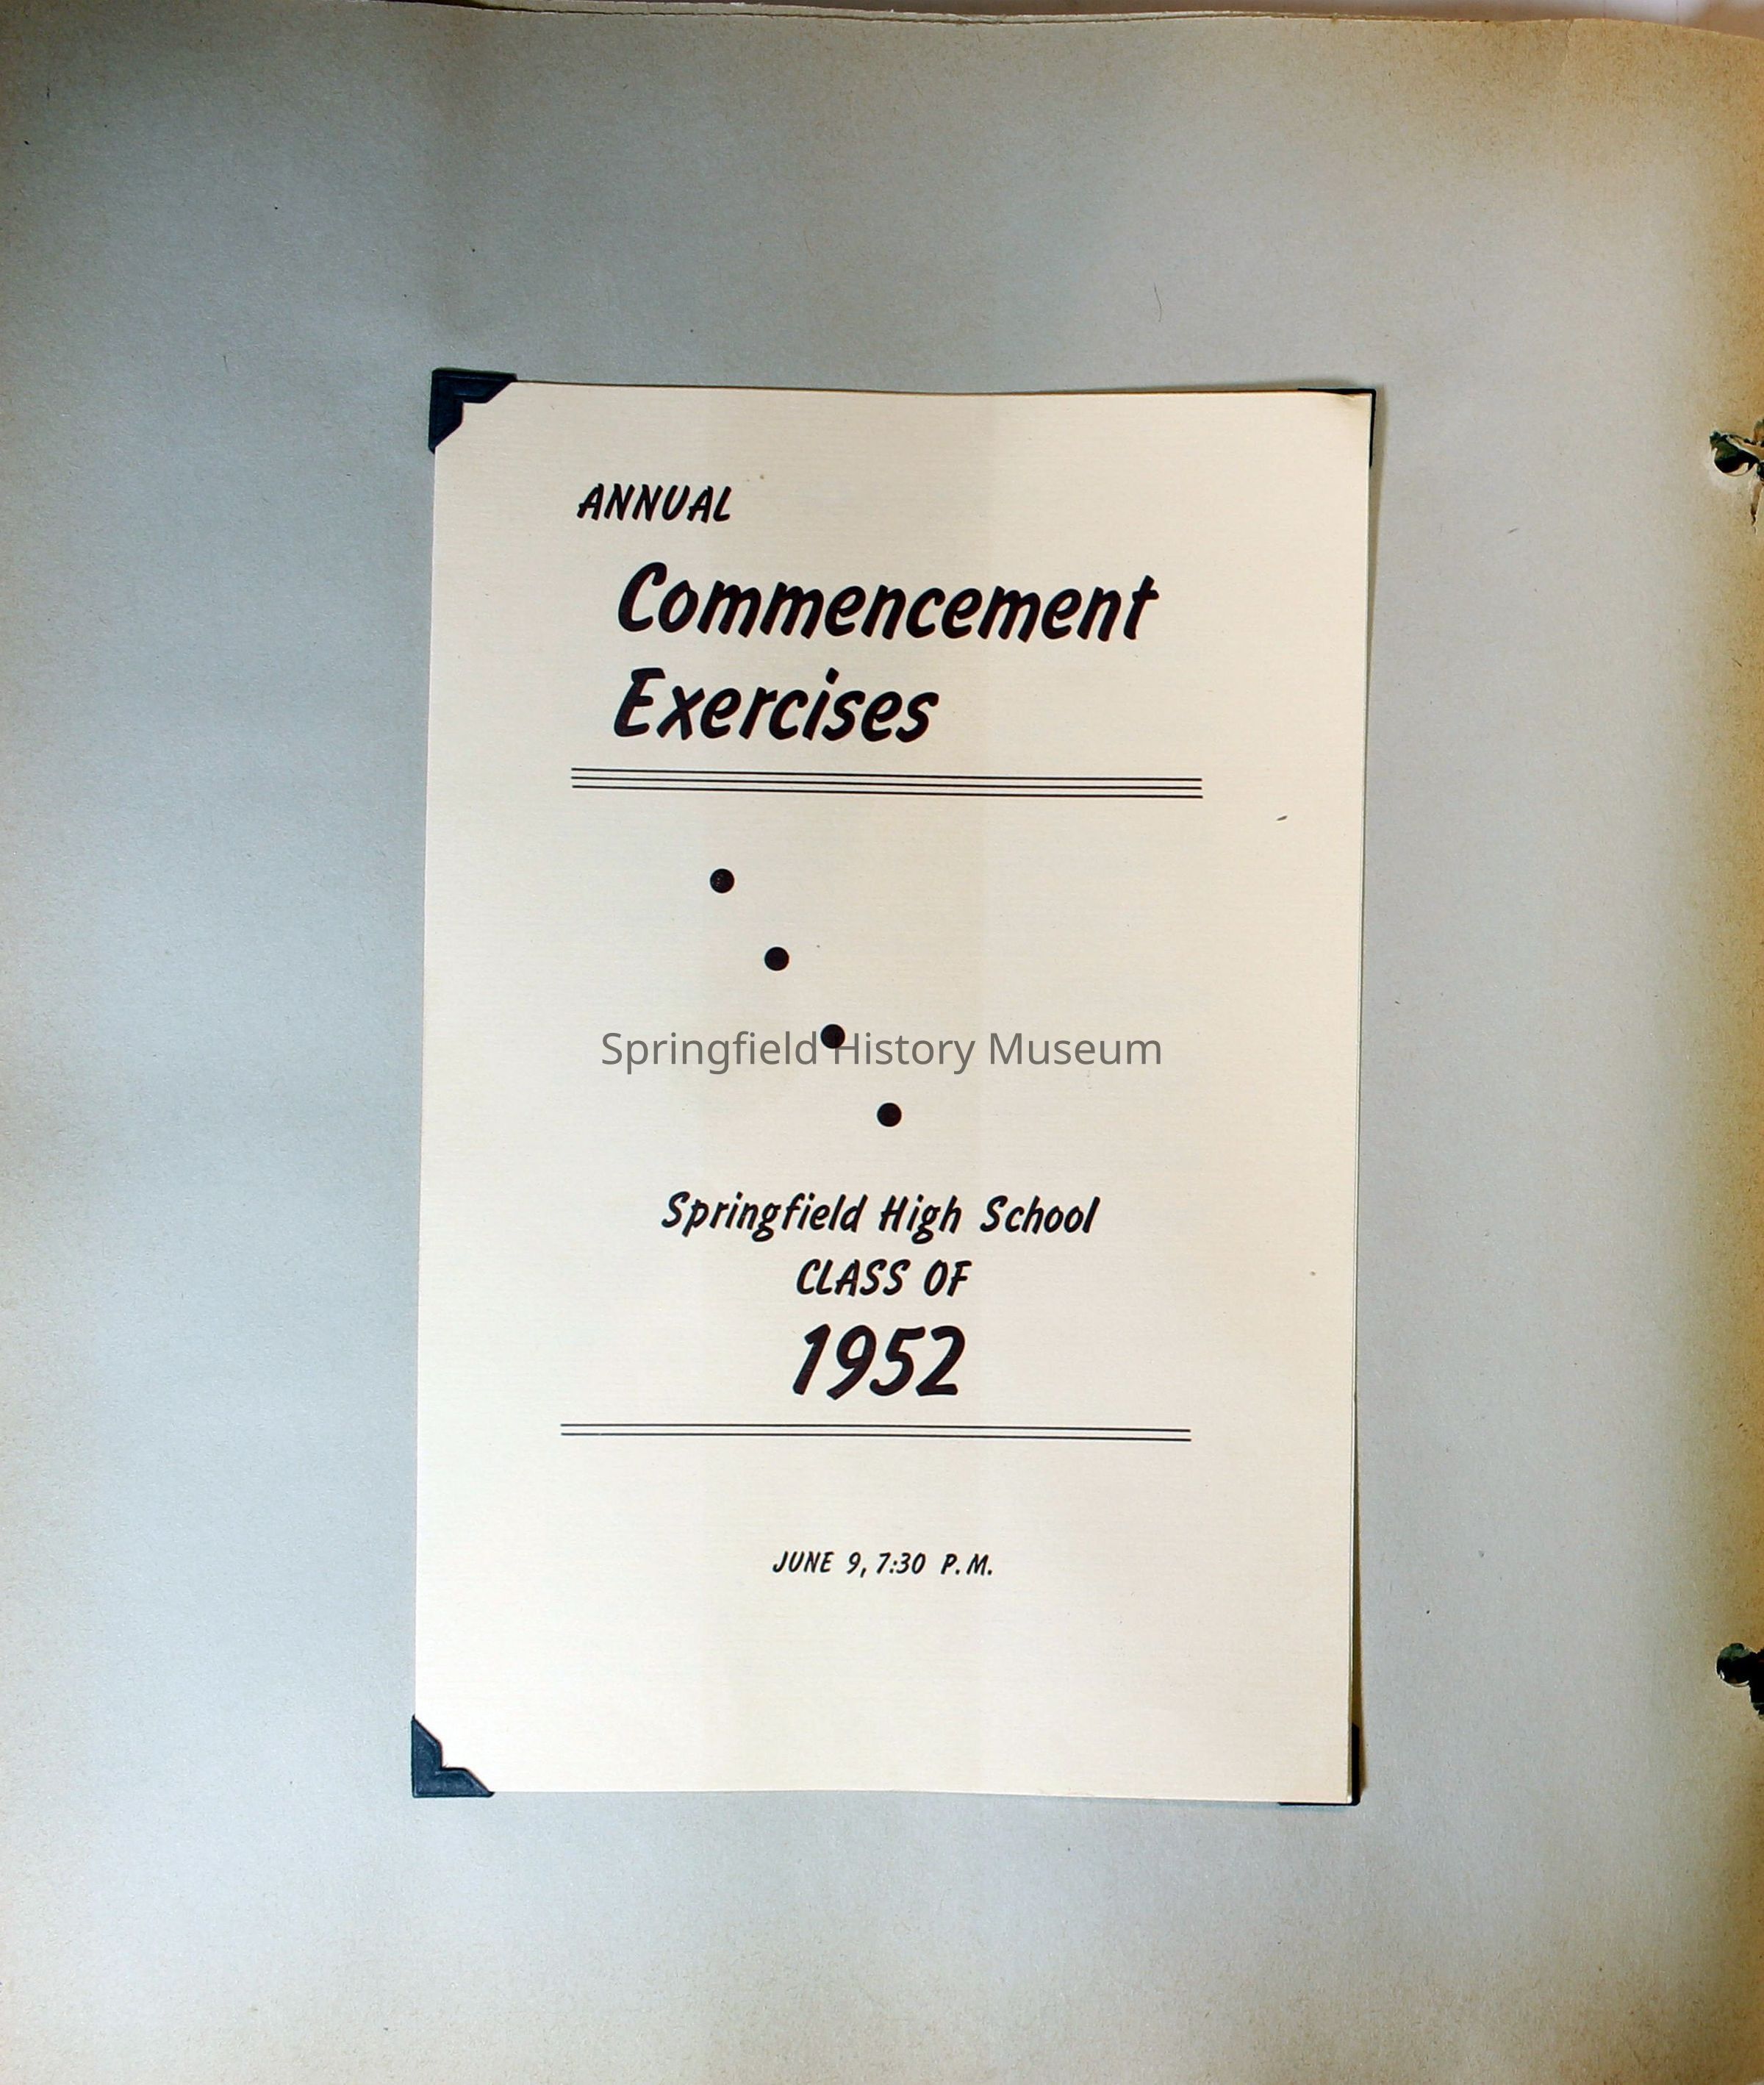 ANNUAL
Commencement
Exercises
Springfield History Museum
Springfield High School
CLASS OF
1952
JUNE 9, 7:30 P.M.